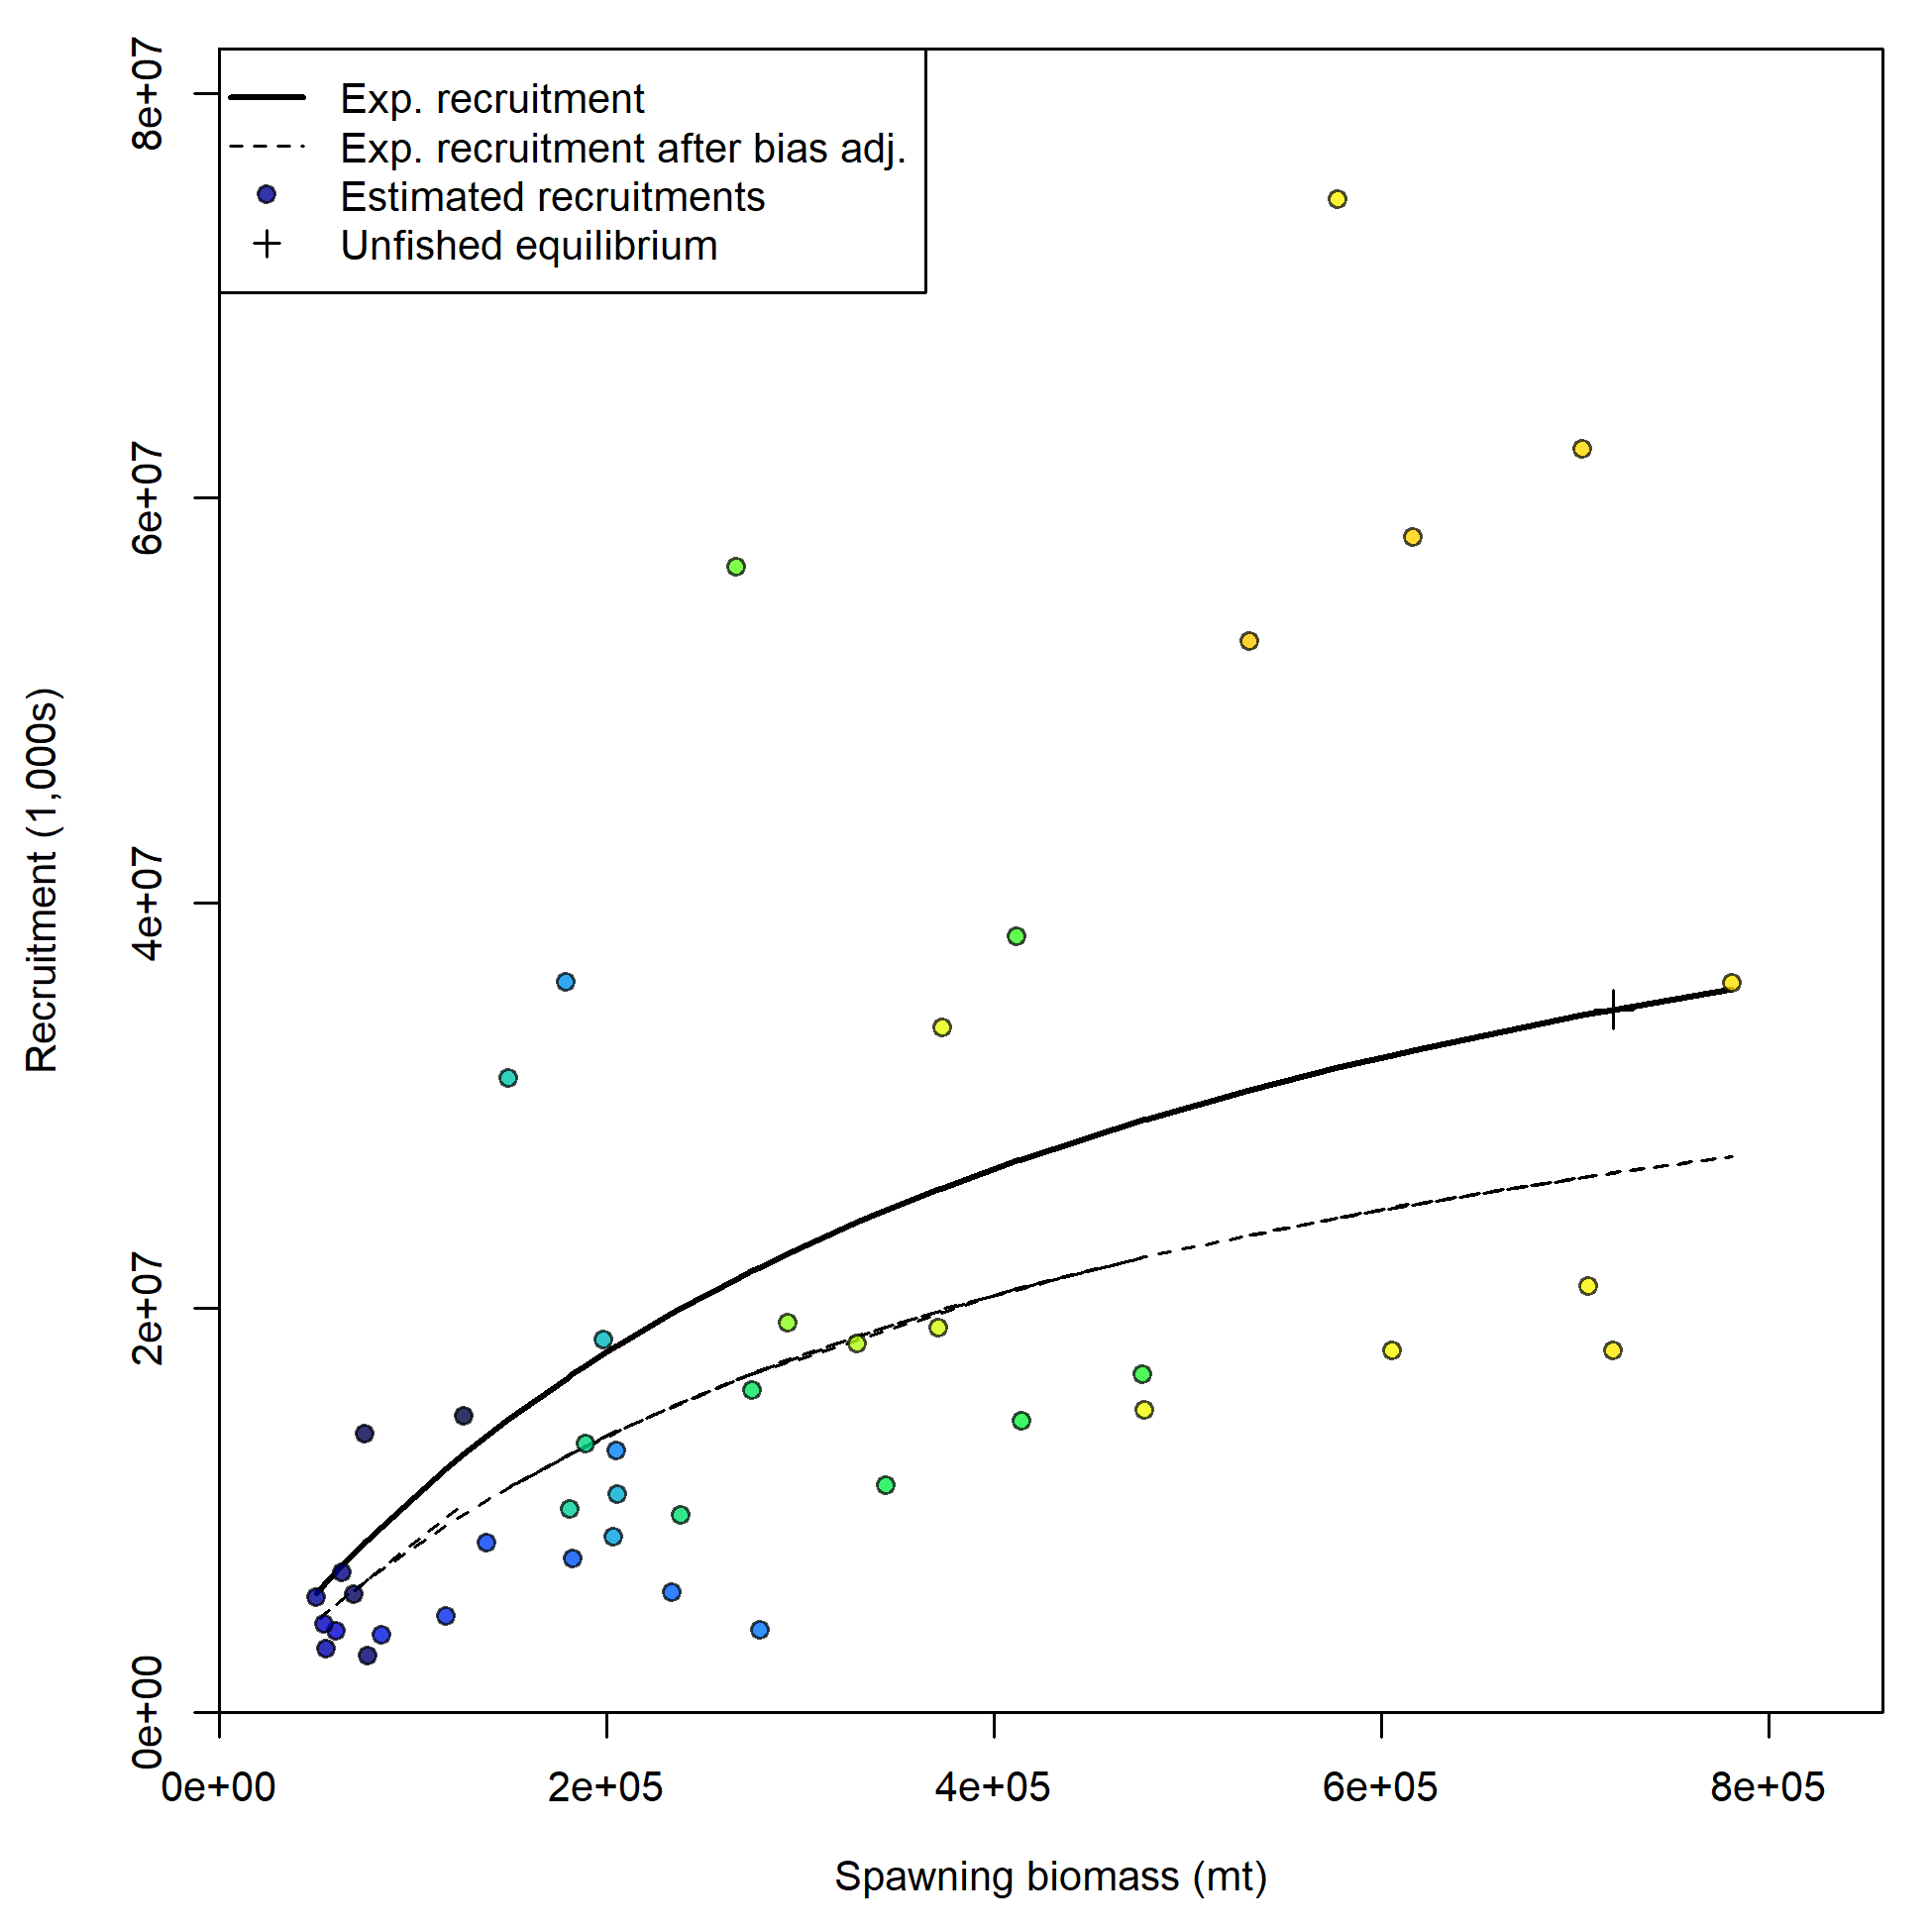 Exp. recruitment
Exp. recruitment after bias adj.
Estimated recruitments
Unfished equilibrium
8e+07
6e+07
4e+07
2e+07
0e+00
Recruitment (1,000s)
0e+00 2e+05 4e+05 6e+05 8e+05
Spawning biomass (mt)